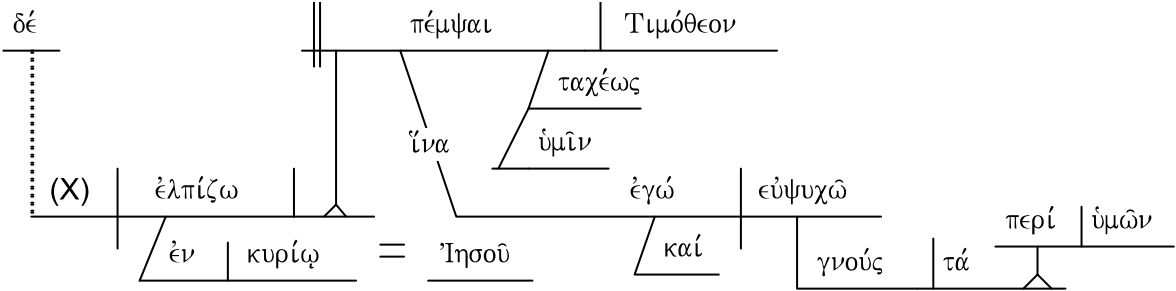 δέ πέμψαι Τιμόθεον
ταχέως
ἵνα ὑμῖν
(X) ἐλπίζω ἐγώ εὐψυχῶ περί ὑμῶν
ἐν κυρίῳ = Ἰησοῦ καί γνούς τά